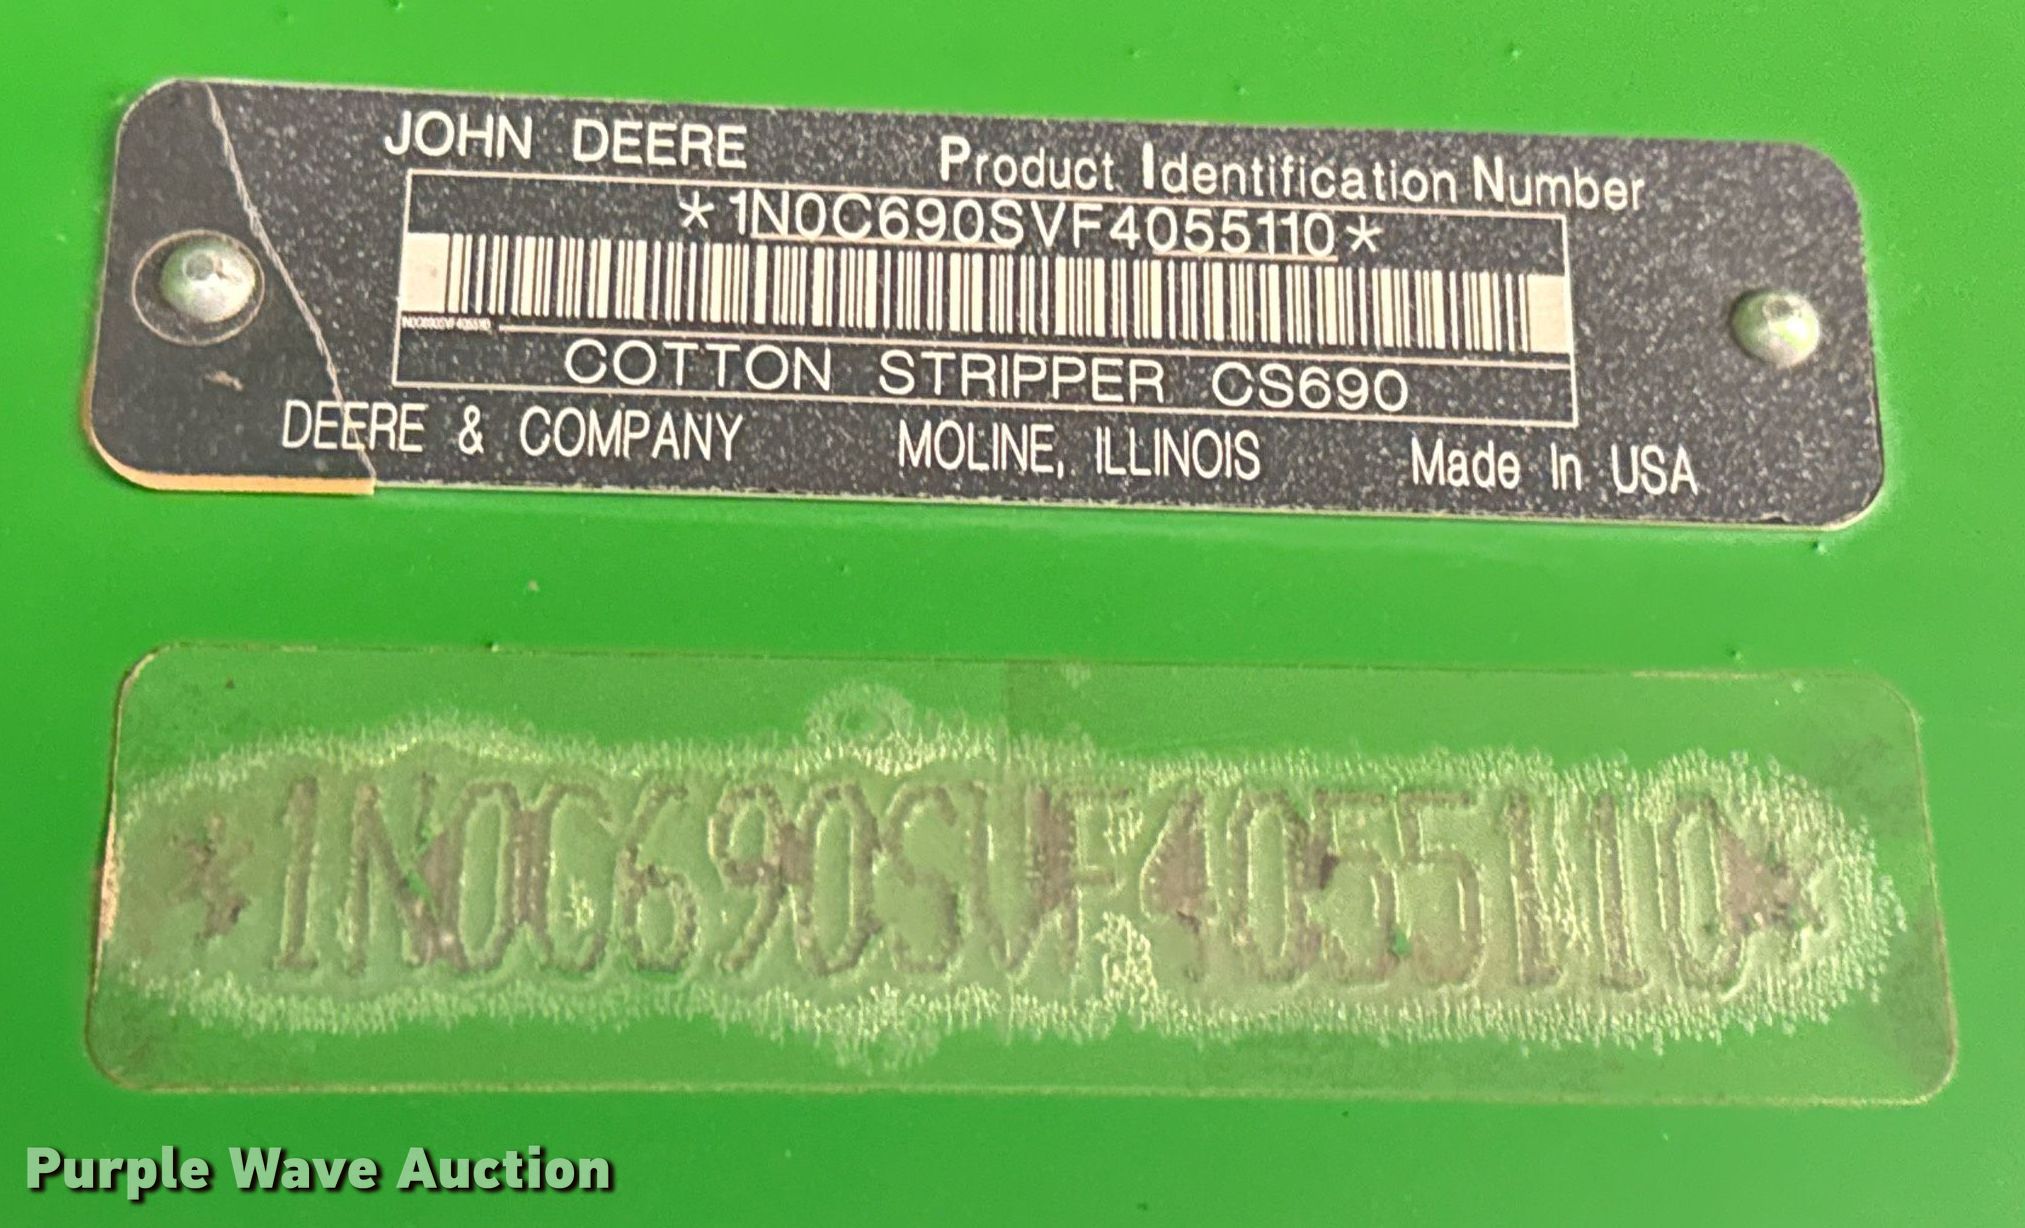 JOHN DEERE Product Identification Number
*1N0C690SVF4055110*
1N0C690SVF4055110
COTTON STRIPPER CS690
DEERE & COMPANY MOLINE, ILLINOIS Made In USA
*1N0C690SVF4055110*
Purple Wave Auction